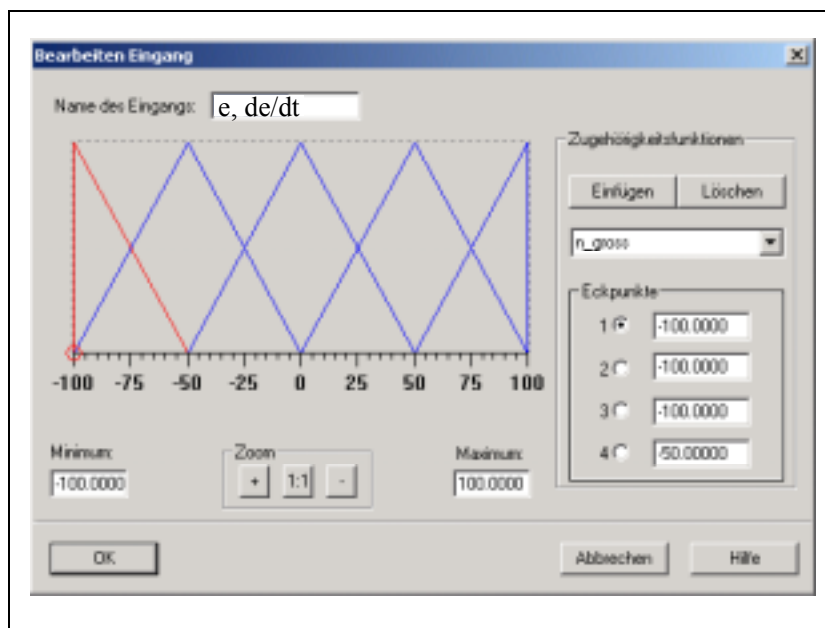 Bearbeiten Eingang
Name des Eingangs: e, de/dt
Zugehörigkeitsfunktionen
Einfügen Löschen
n_gross
Eckpunkte
1 -100.0000
2 -100.0000
3 -100.0000
4 -50.00000
-100 -75 -50 -25 0 25 50 75 100
Minimum: Zoom Maximum:
-100.0000 + 1:1 - 100.0000
OK Abbrechen Hilfe